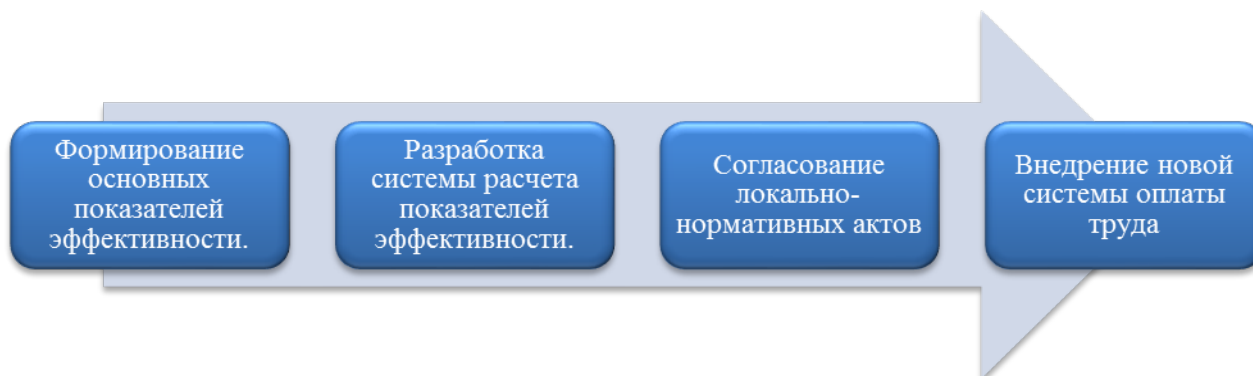 Формирование
основных
показателей
эффективности.
Разработка
системы расчета
показателей
эффективности.
Согласование
локально-
нормативных актов
Внедрение новой
системы оплаты
труда